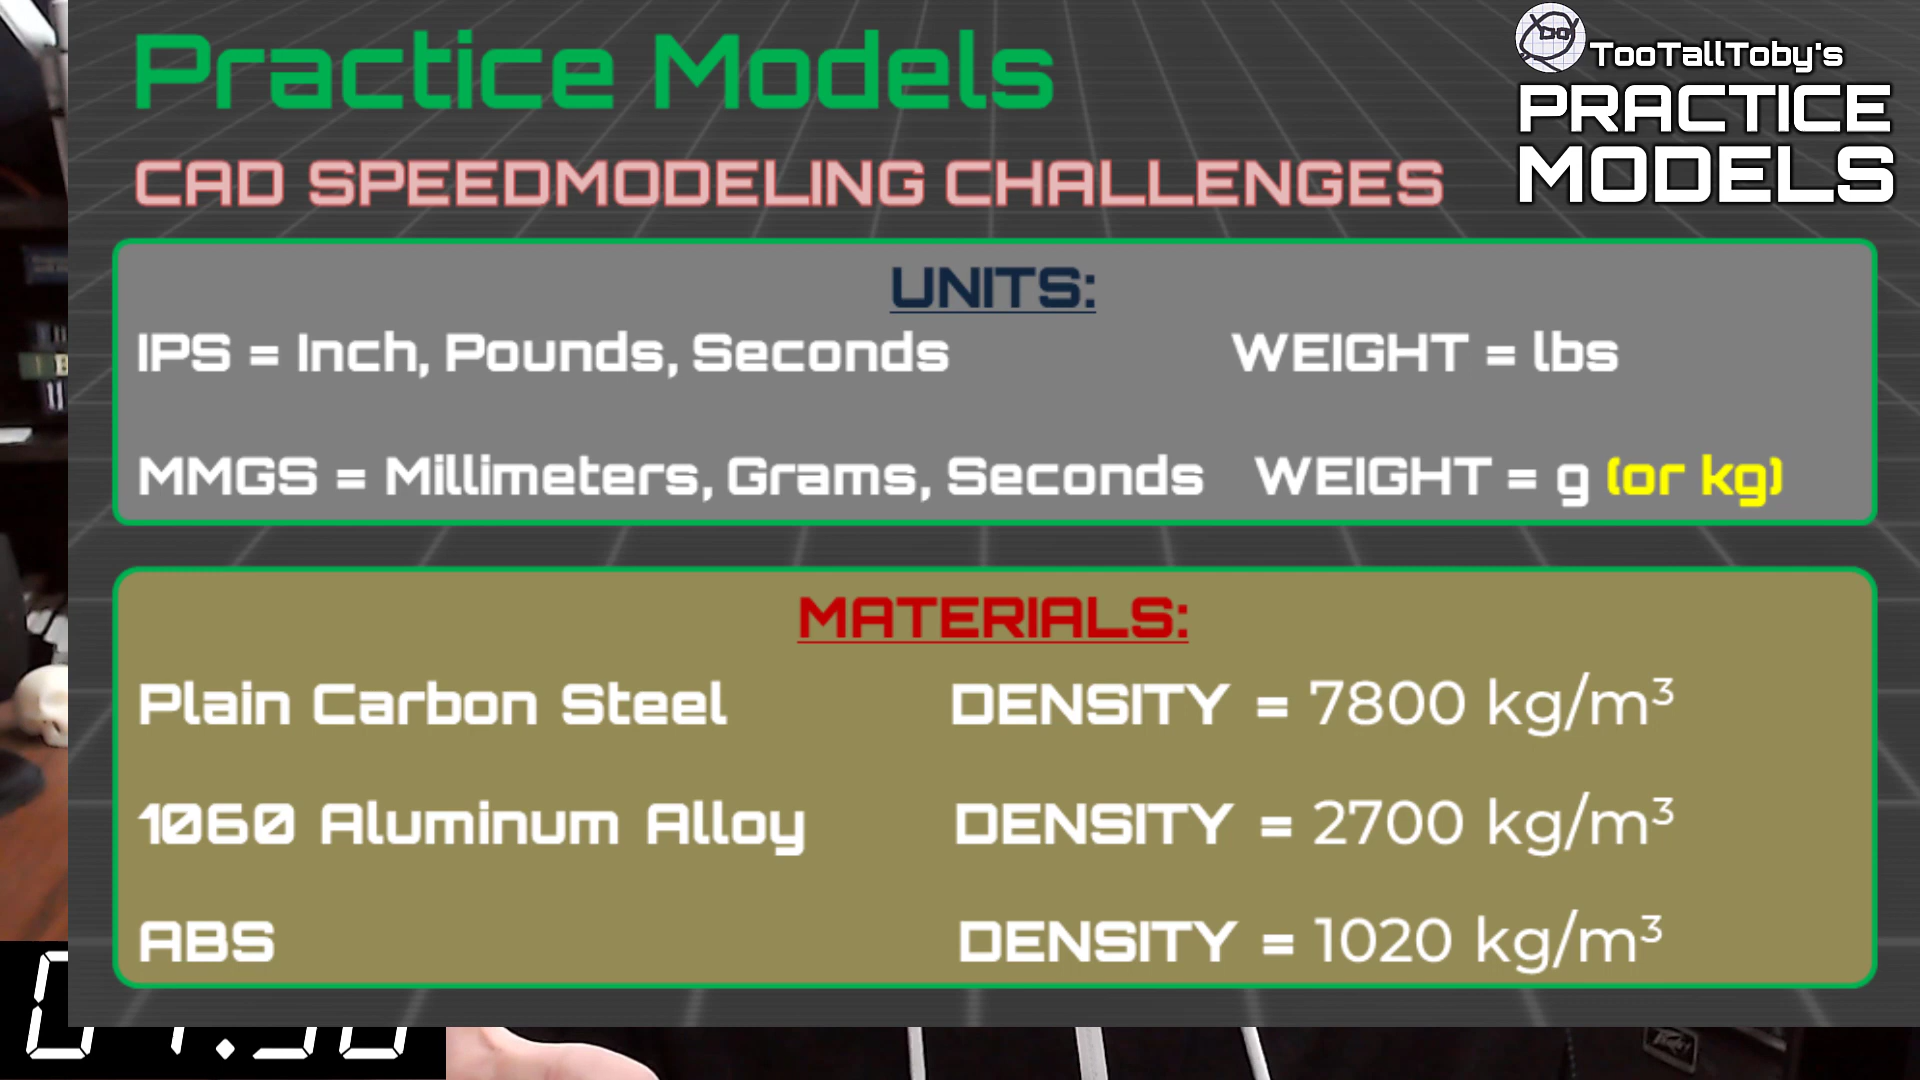 Practice Models
TooTallToby's
PRACTICE
MODELS
CAD SPEEDMODELING CHALLENGES
UNITS:
IPS = Inch, Pounds, Seconds WEIGHT = lbs
MMGS = Millimeters, Grams, Seconds WEIGHT = g (or kg)
MATERIALS:
Plain Carbon Steel DENSITY = 7800 kg/m³
1060 Aluminum Alloy DENSITY = 2700 kg/m³
ABS DENSITY = 1020 kg/m³